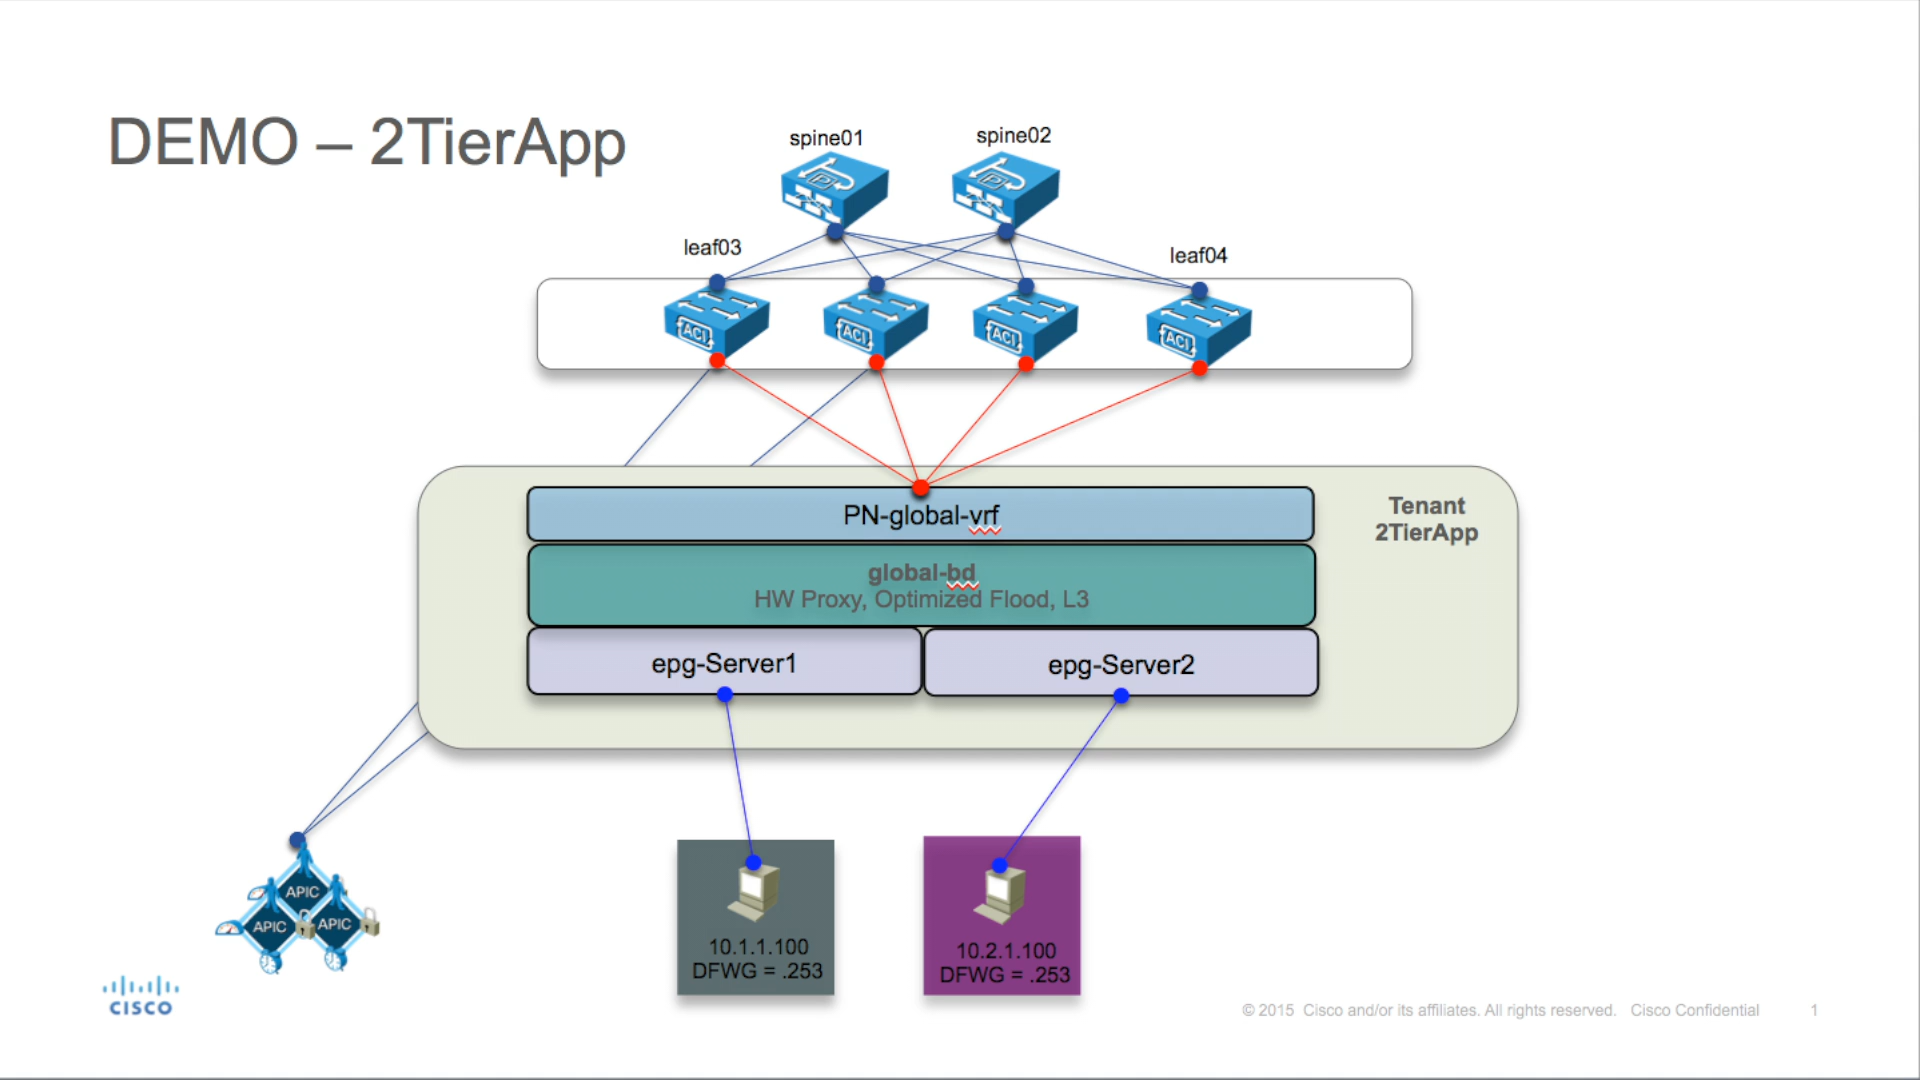 DEMO – 2TierApp
spine01
spine02
leaf03
leaf04
ACI
ACI
ACI
ACI
PN-global-vrf
Tenant
2TierApp
global-bd
HW Proxy, Optimized Flood, L3
epg-Server1
epg-Server2
APIC
APIC
APIC
10.1.1.100
DFWG = .253
10.2.1.100
DFWG = .253
CISCO
© 2015 Cisco and/or its affiliates. All rights reserved. Cisco Confidential
1